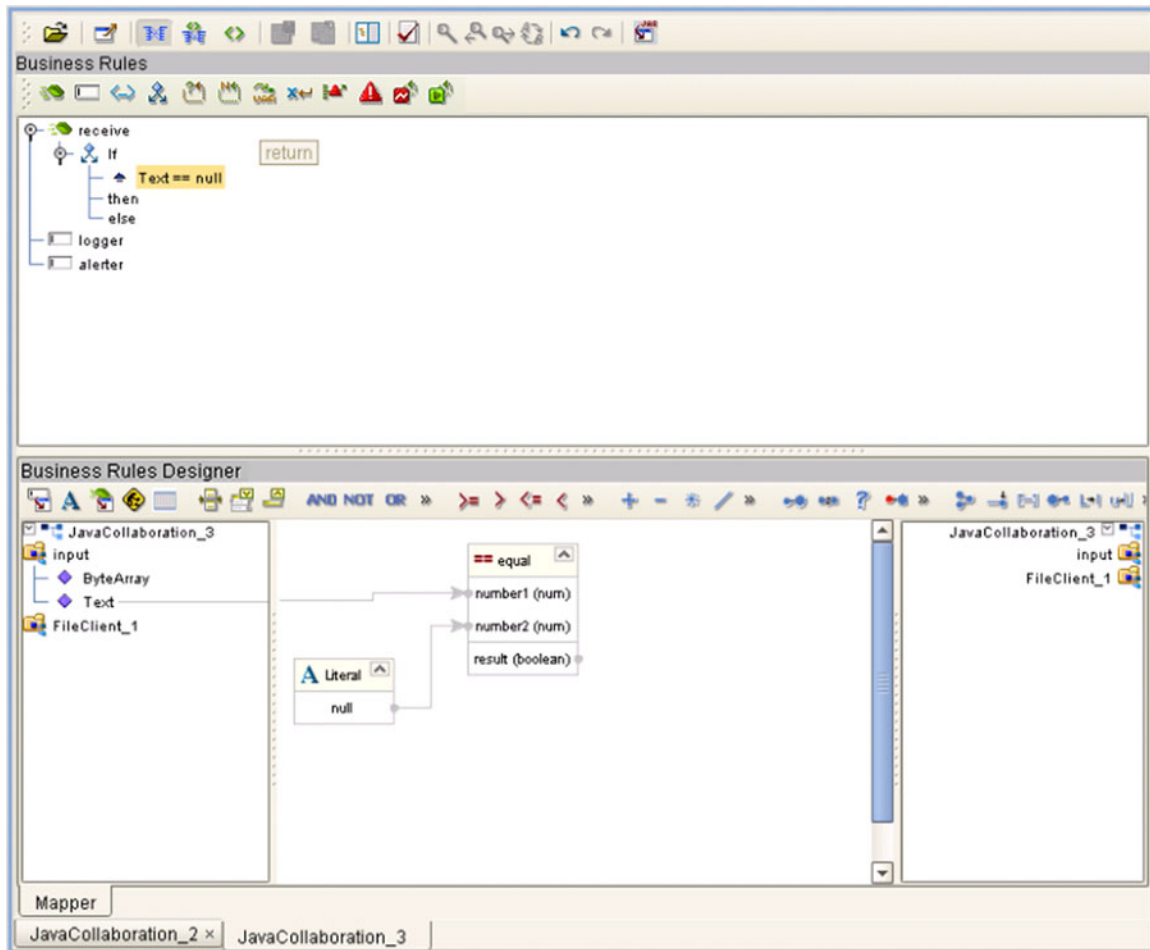 Business Rules
receive
If
return
Text == null
then
else
logger
alerter
Business Rules Designer
AND NOT OR » >= > <= < » + - * / » ? » »
JavaCollaboration_3
input
ByteArray
Text
FileClient_1
== equal
number1 (num)
number2 (num)
result (boolean)
A Literal
null
JavaCollaboration_3
input
FileClient_1
Mapper
JavaCollaboration_2 ×
JavaCollaboration_3